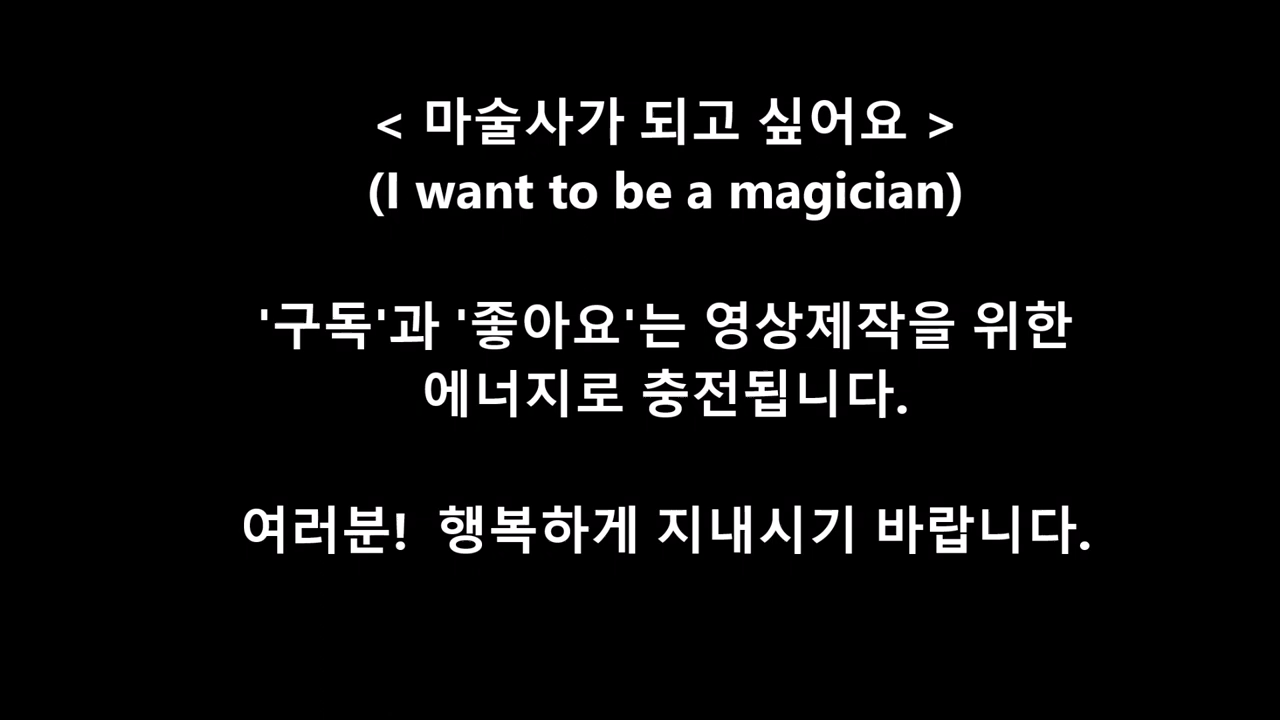 < 마술사가 되고 싶어요 >
(I want to be a magician)
'구독'과 '좋아요'는 영상제작을 위한
에너지로 충전됩니다.
여러분!  행복하게 지내시기 바랍니다.